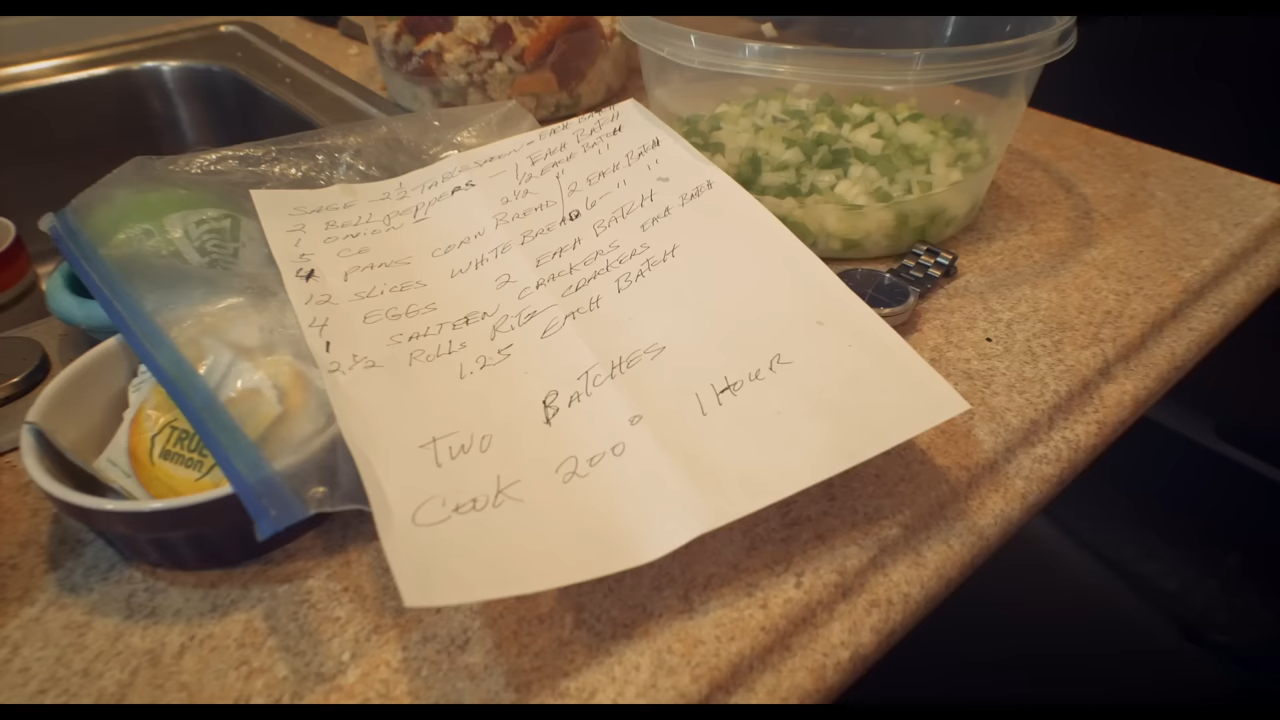 SAGE - 2 1/2 TABLESPOON = EACH BATCH
2 BELL PEPPERS - 1 EACH BATCH
1 ONION 1/2 EACH BATCH
5 CE 2 1/2 " "
4 PANS CORN BREAD 2 EACH BATCH
12 SLICES WHITE BREAD 6 - " "
4 EGGS 2 EACH BATCH
1 SALTEEN CRACKERS EACH BATCH
2.5/2 ROLLS RITZ CRACKERS
1.25 EACH BATCH
TWO BATCHES
COOK 200° 1 HOUR
TRUE lemon